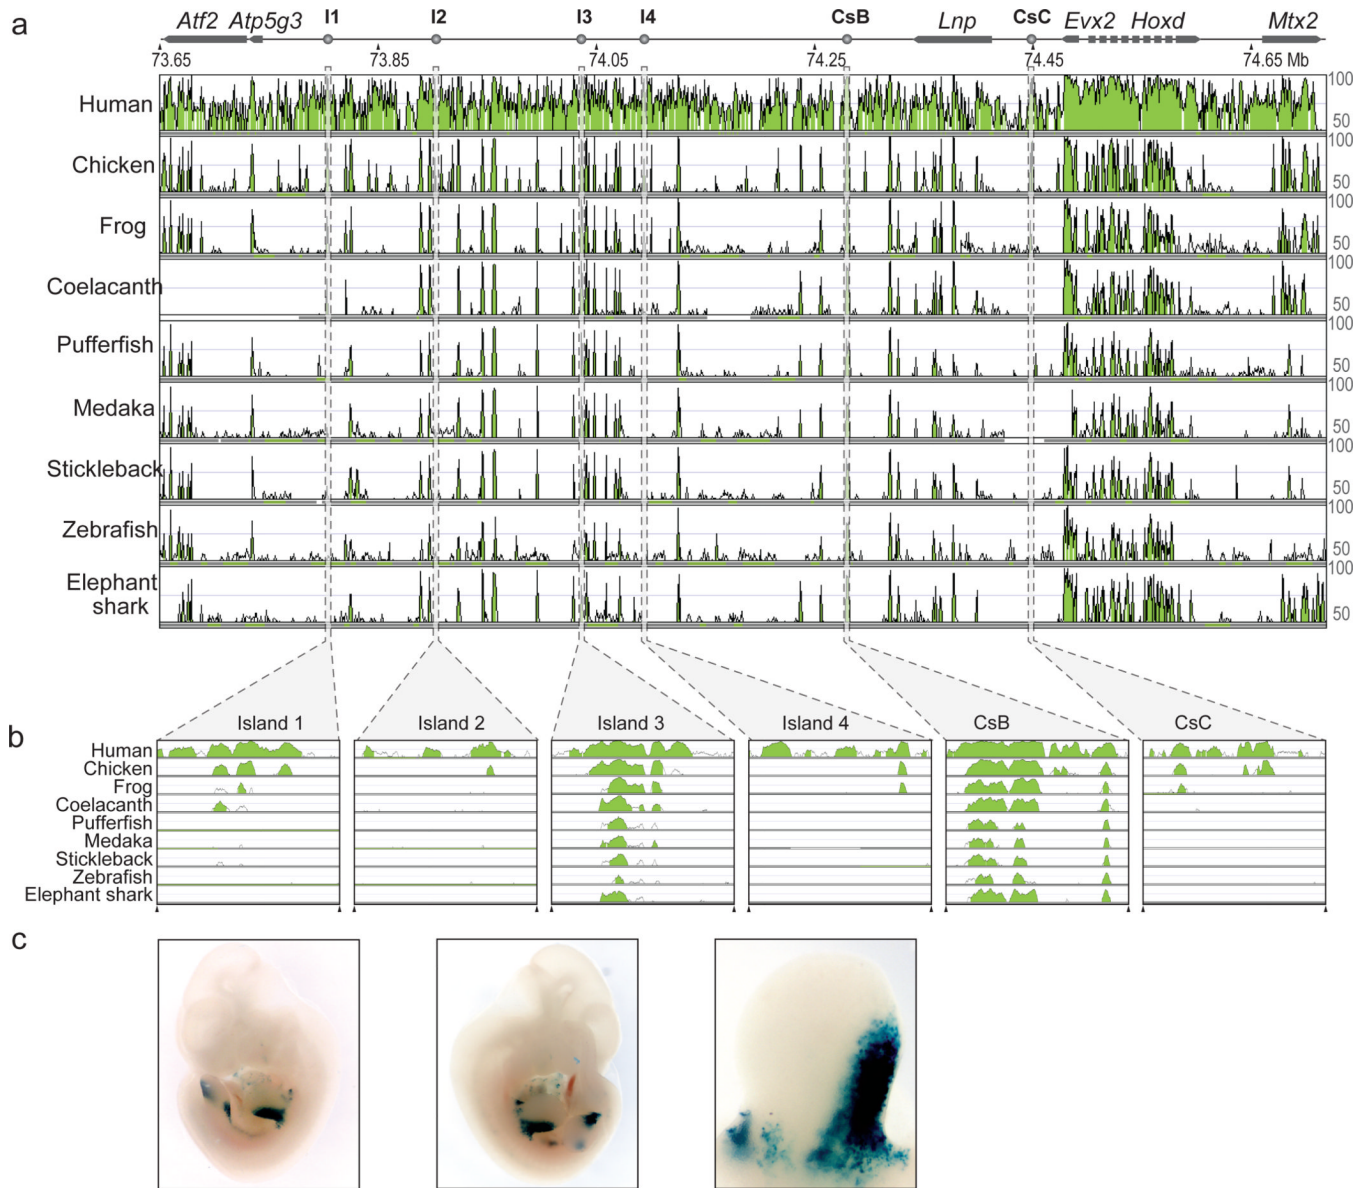 a
Atf2 Atp5g3 I1 I2 I3 I4 CsB Lnp CsC Evx2 Hoxd Mtx2
73.65 73.85 74.05 74.25 74.45 74.65 Mb
Human 100
50
Chicken 100
50
Frog 100
50
Coelacanth 100
50
Pufferfish 100
50
Medaka 100
50
Stickleback 100
50
Zebrafish 100
50
Elephant shark 100
50
b
Island 1 Island 2 Island 3 Island 4 CsB CsC
Human
Chicken
Frog
Coelacanth
Pufferfish
Medaka
Stickleback
Zebrafish
Elephant shark
c